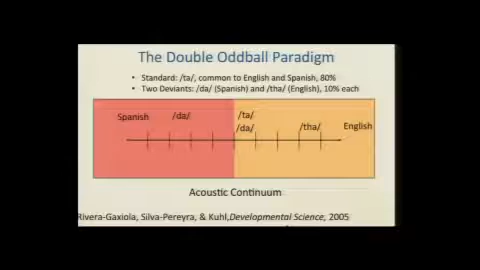 The Double Oddball Paradigm
• Standard: /ta/, common to English and Spanish, 80%
• Two Deviants: /da/ (Spanish) and /tha/ (English), 10% each
Spanish /da/ /ta/
/da/ /tha/ English
Acoustic Continuum
Rivera-Gaxiola, Silva-Pereyra, & Kuhl,Developmental Science, 2005